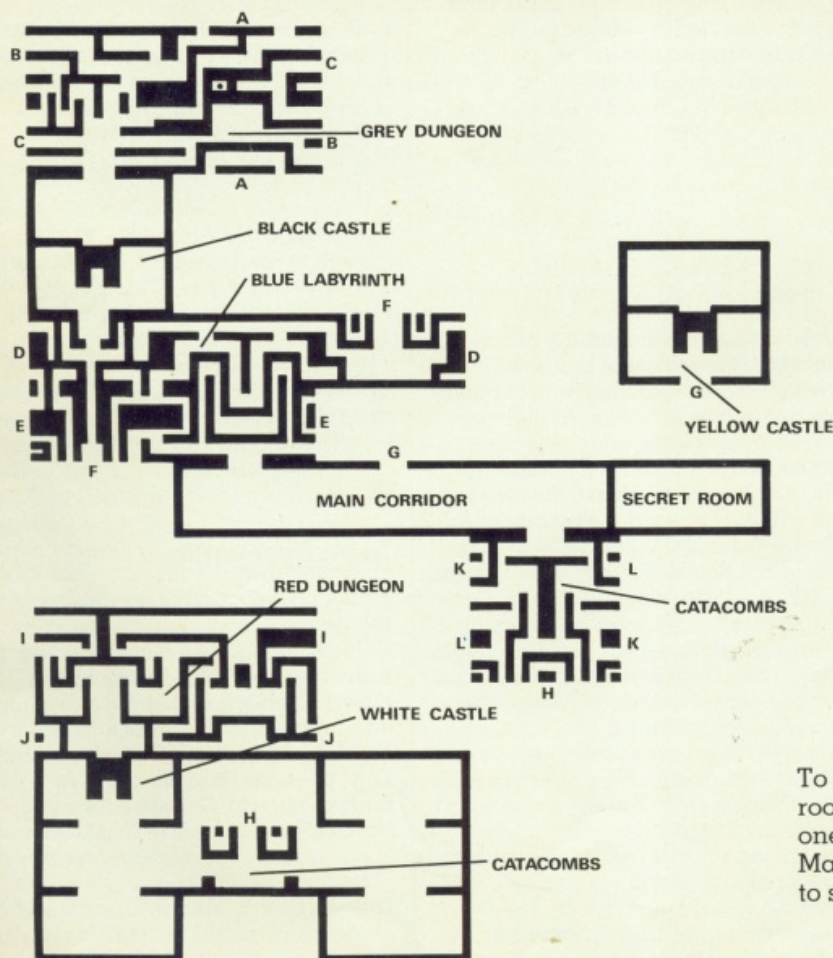 A
B
C
GREY DUNGEON
C
B
A
BLACK CASTLE
BLUE LABYRINTH
F
D
D
G
YELLOW CASTLE
E
E
F
G
MAIN CORRIDOR
SECRET ROOM
K
L
CATACOMBS
RED DUNGEON
I
I
L
K
H
WHITE CASTLE
J
J
H
CATACOMBS
To
roo
one
Ma
to s